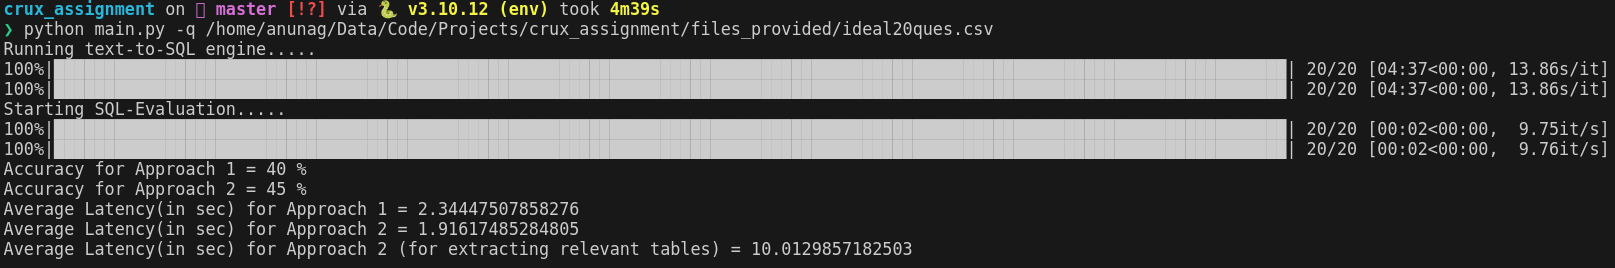 crux_assignment on master [!?] via 🐍 v3.10.12 (env) took 4m39s
❯ python main.py -q /home/anunag/Data/Code/Projects/crux_assignment/files_provided/ideal20ques.csv
Running text-to-SQL engine.....
100%|| 20/20 [04:37<00:00, 13.86s/it]
100%|| 20/20 [04:37<00:00, 13.86s/it]
Starting SQL-Evaluation.....
100%|| 20/20 [00:02<00:00,  9.75it/s]
100%|| 20/20 [00:02<00:00,  9.76it/s]
Accuracy for Approach 1 = 40 %
Accuracy for Approach 2 = 45 %
Average Latency(in sec) for Approach 1 = 2.34447507858276
Average Latency(in sec) for Approach 2 = 1.91617485284805
Average Latency(in sec) for Approach 2 (for extracting relevant tables) = 10.0129857182503